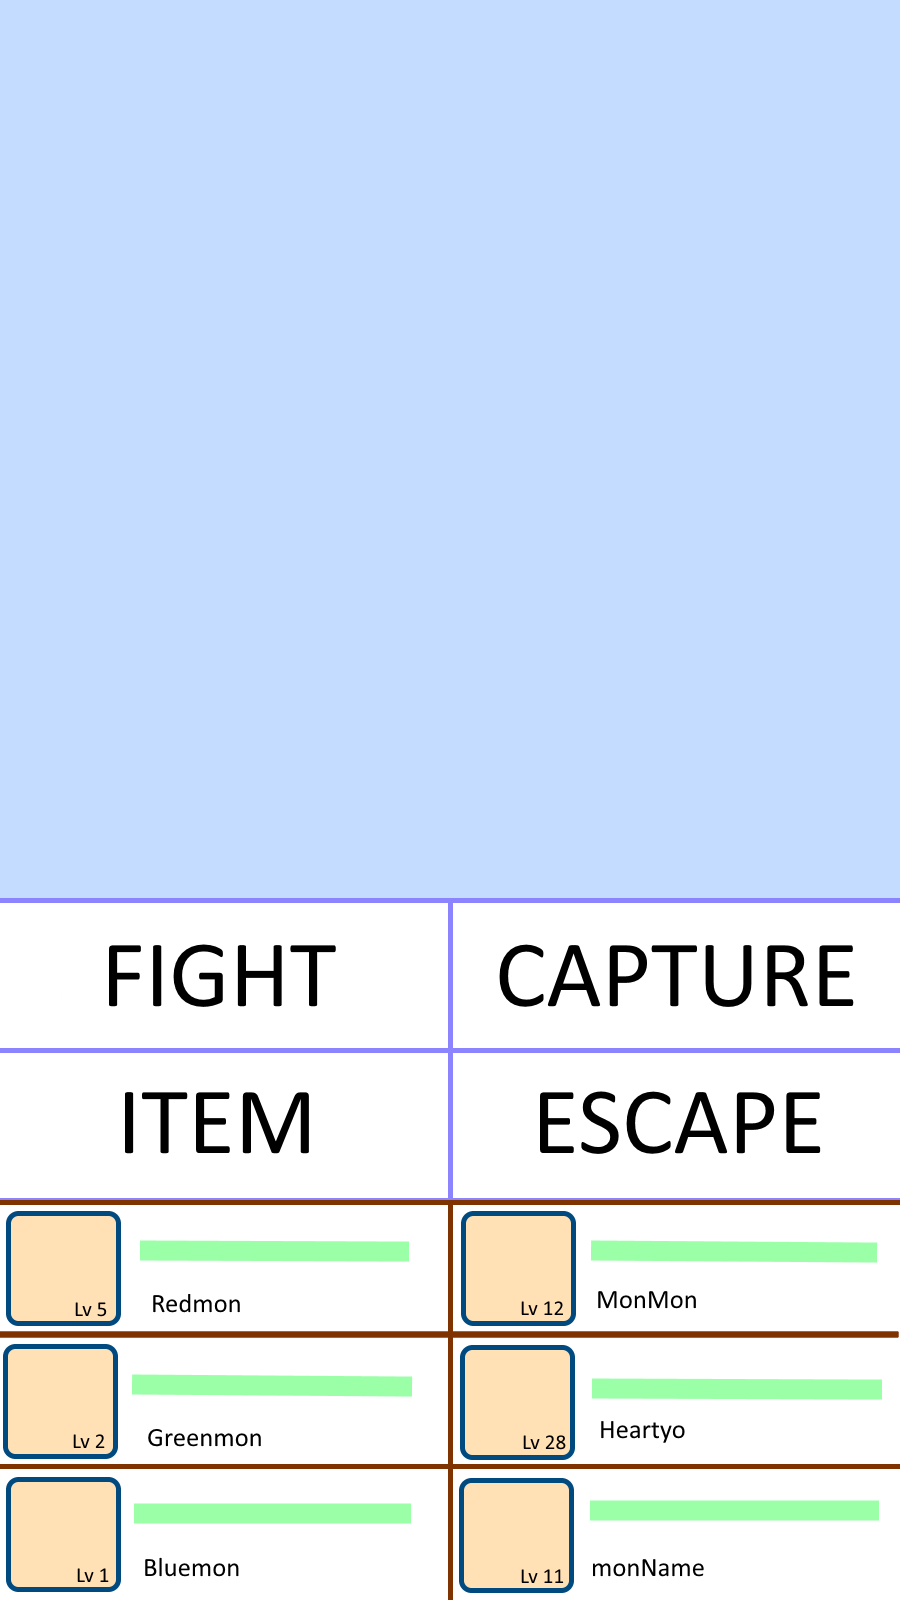 FIGHT
CAPTURE
ITEM
ESCAPE
Lv 5
Redmon
Lv 12
MonMon
Lv 2
Greenmon
Lv 28
Heartyo
Lv 1
Bluemon
Lv 11
monName